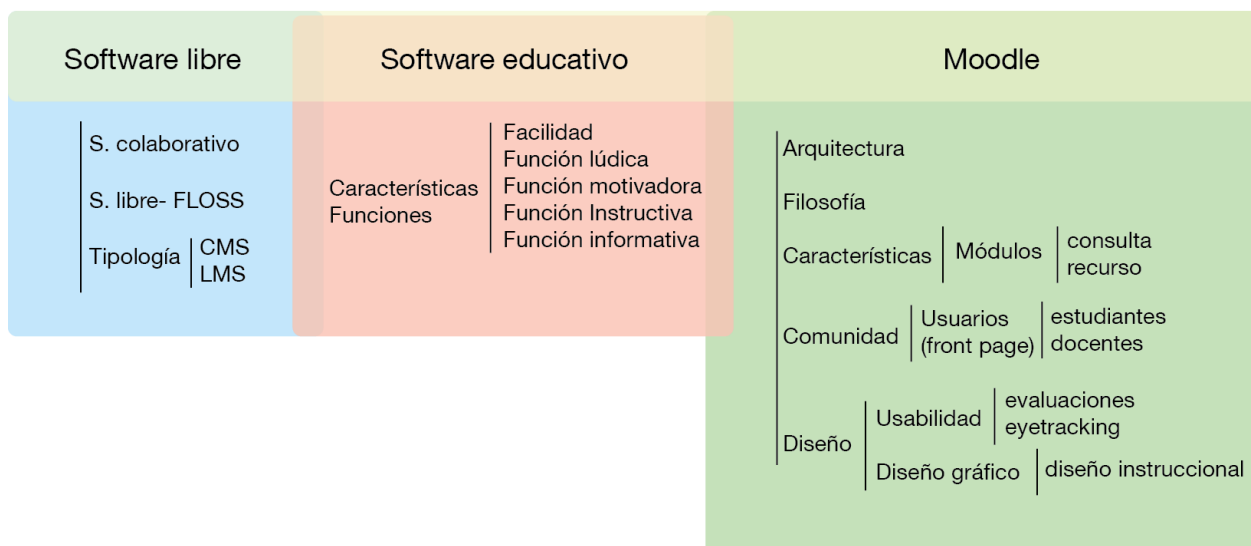 Software libre
S. colaborativo
S. libre- FLOSS
Tipología
CMS
LMS
Software educativo
Características
Funciones
Facilidad
Función lúdica
Función motivadora
Función Instructiva
Función informativa
Moodle
Arquitectura
Filosofía
Características
Módulos
consulta
recurso
Comunidad
Usuarios
(front page)
estudiantes
docentes
Diseño
Usabilidad
evaluaciones
eyetracking
Diseño gráfico
diseño instruccional